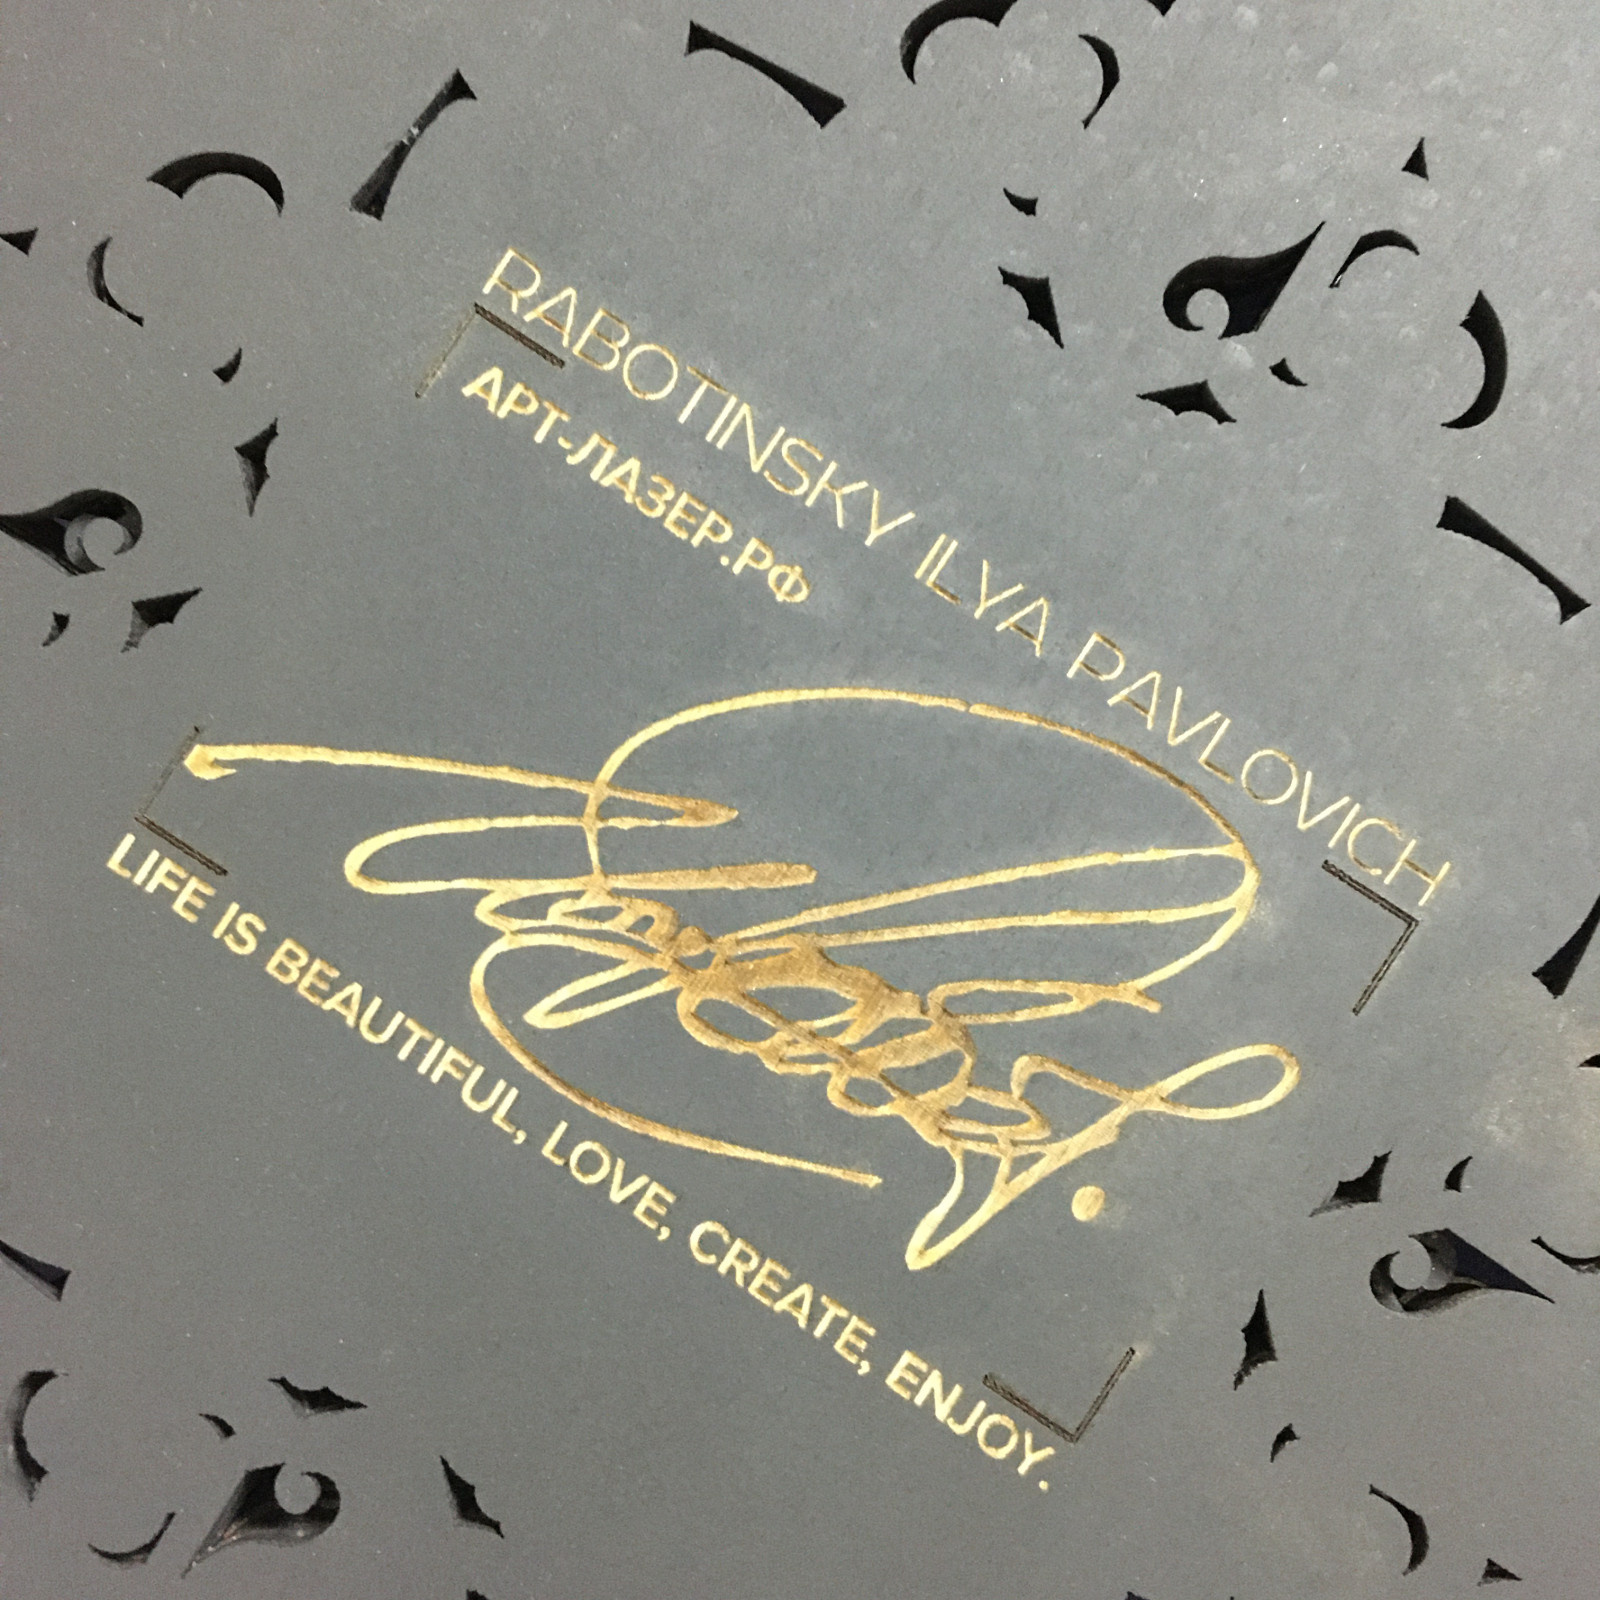 RABOTINSKY ILYA PAVLOVICH
АРТ-ЛАЗЕР.РФ
LIFE IS BEAUTIFUL, LOVE, CREATE, ENJOY.